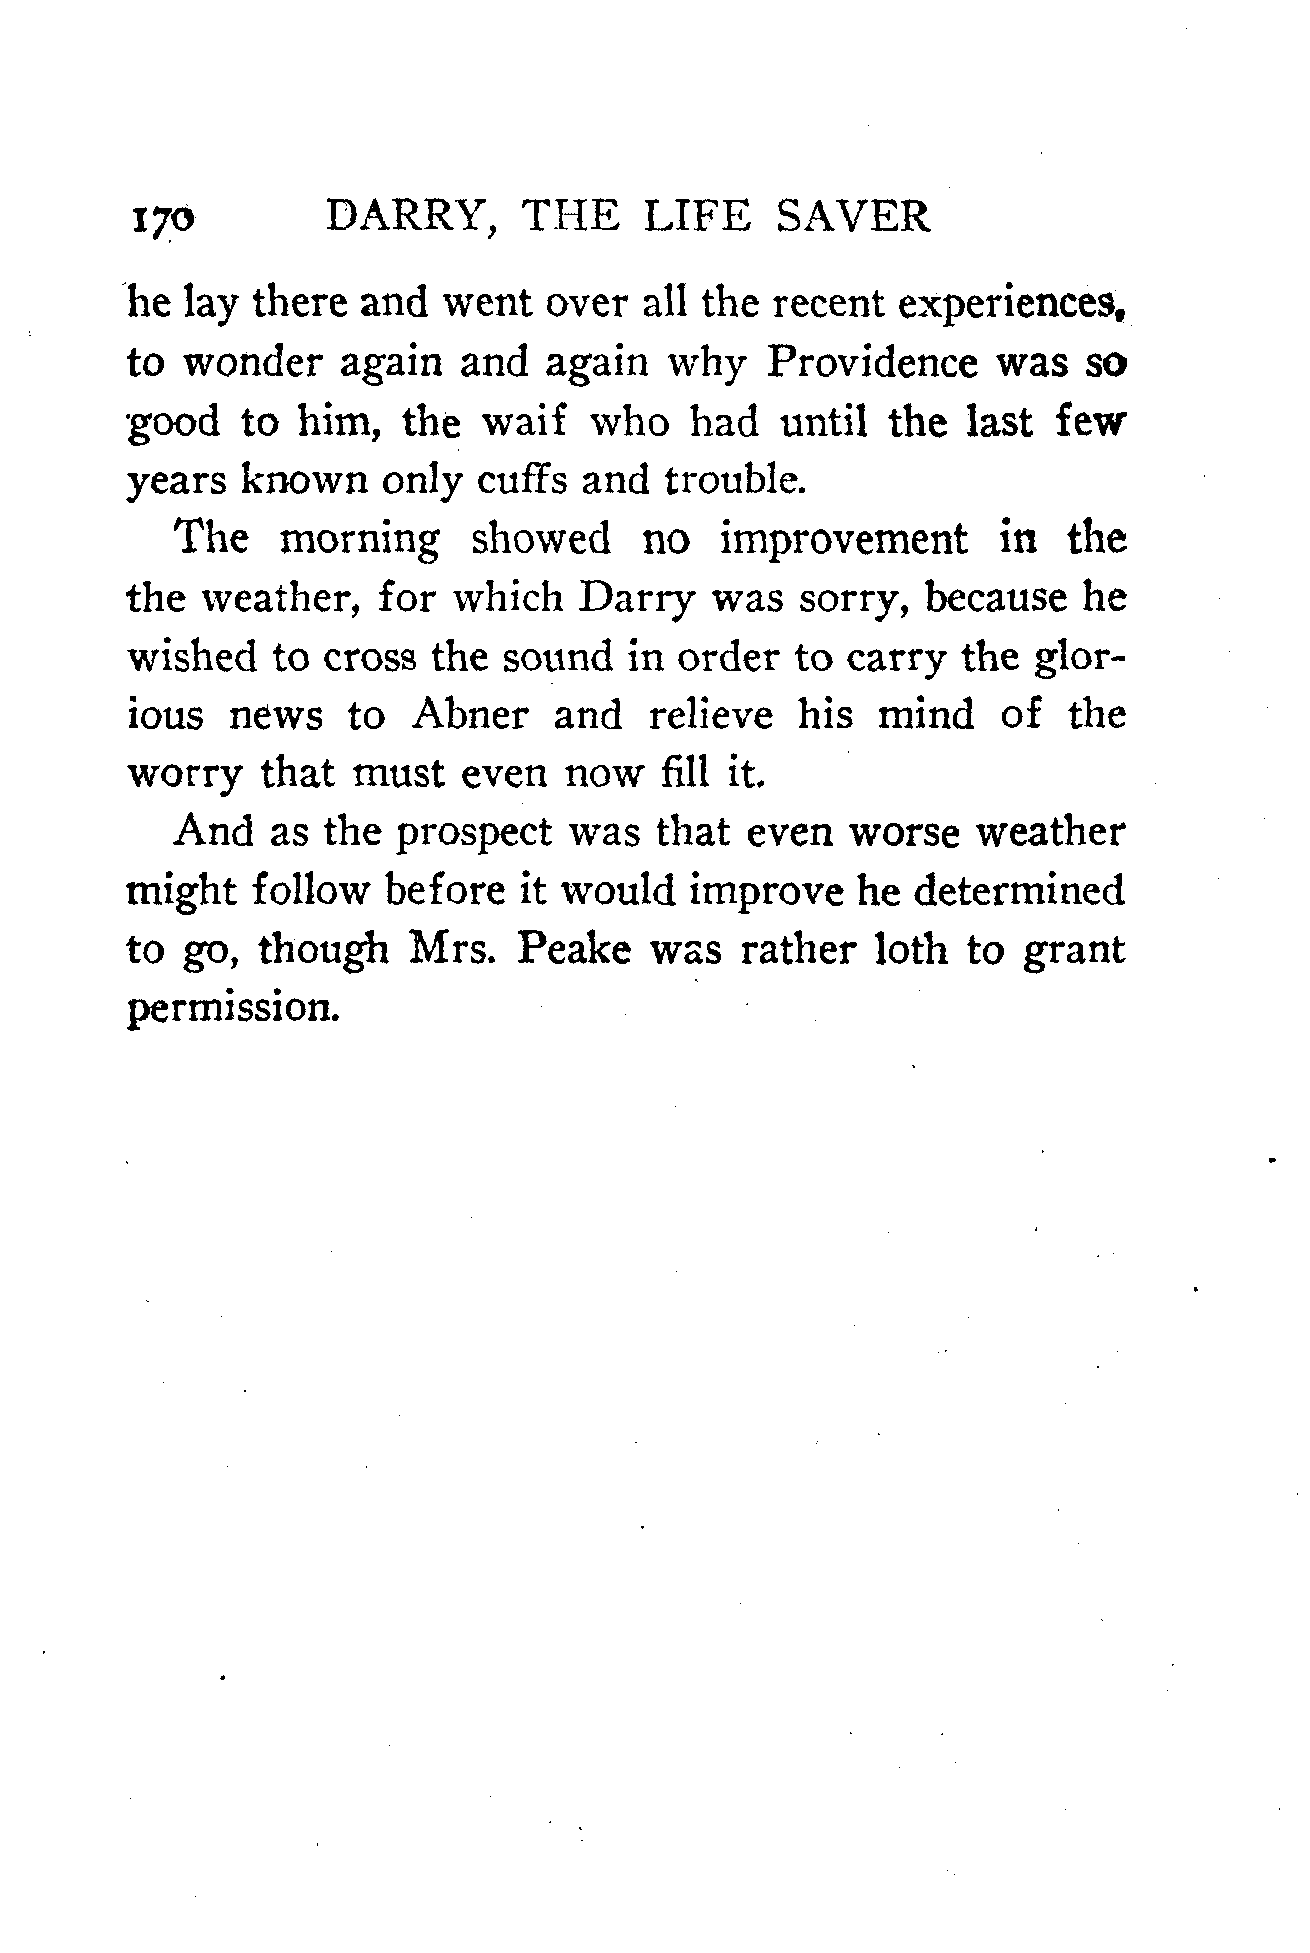 170 DARRY, THE LIFE SAVER
he lay there and went over all the recent experiences,
to wonder again and again why Providence was so
good to him, the waif who had until the last few
years known only cuffs and trouble.
The morning showed no improvement in the
the weather, for which Darry was sorry, because he
wished to cross the sound in order to carry the glor-
ious news to Abner and relieve his mind of the
worry that must even now fill it.
And as the prospect was that even worse weather
might follow before it would improve he determined
to go, though Mrs. Peake was rather loth to grant
permission.